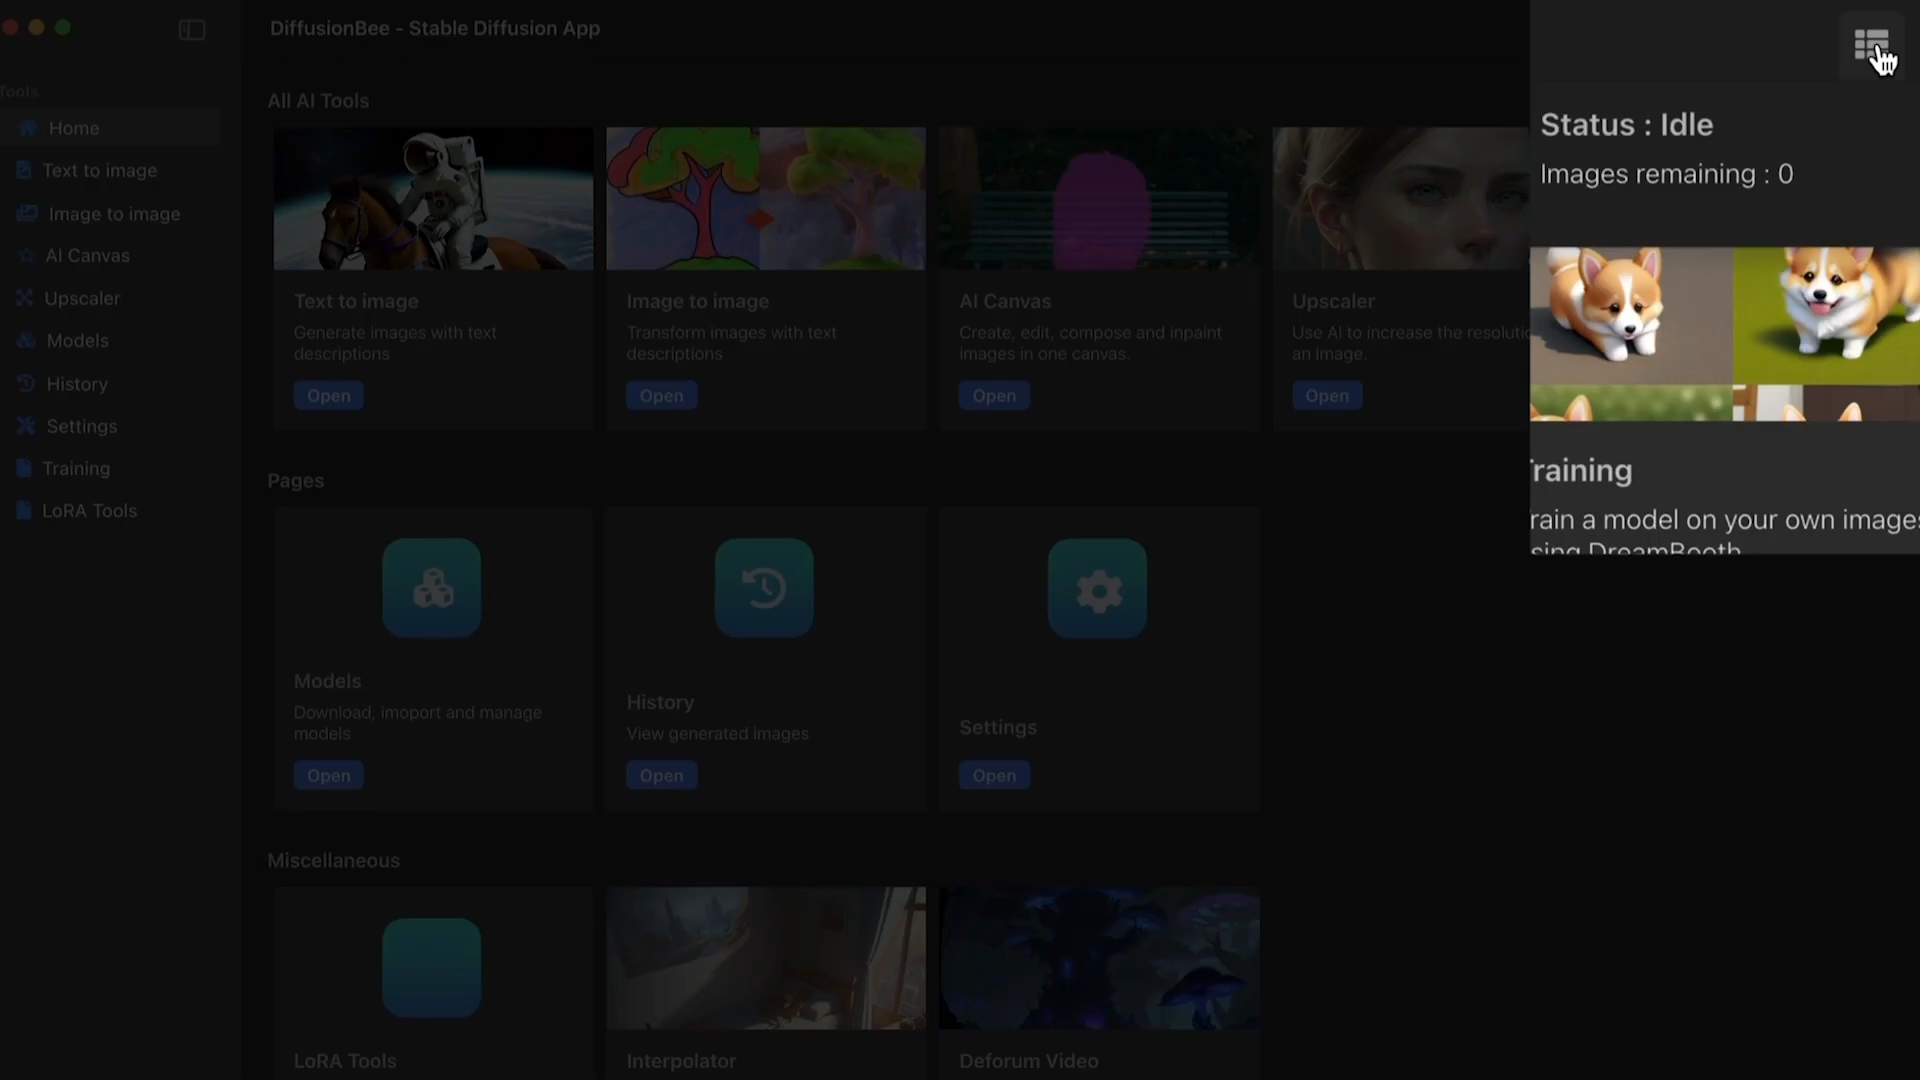 DiffusionBee - Stable Diffusion App
Tools
Home
Text to image
Image to image
AI Canvas
Upscaler
Models
History
Settings
Training
LoRA Tools
All AI Tools
Text to image
Generate images with text
descriptions
Open
Image to image
Transform images with text
descriptions
Open
AI Canvas
Create, edit, compose and inpaint
images in one canvas.
Open
Upscaler
Use AI to increase the
an image.
Open
Pages
Models
Download, imoport and manage
models
Open
History
View generated images
Open
Settings
Open
Miscellaneous
LoRA Tools
Interpolator
Deforum Video
Status : Idle
Images remaining : 0
raining
rain a model on your own images
sing DreamBooth